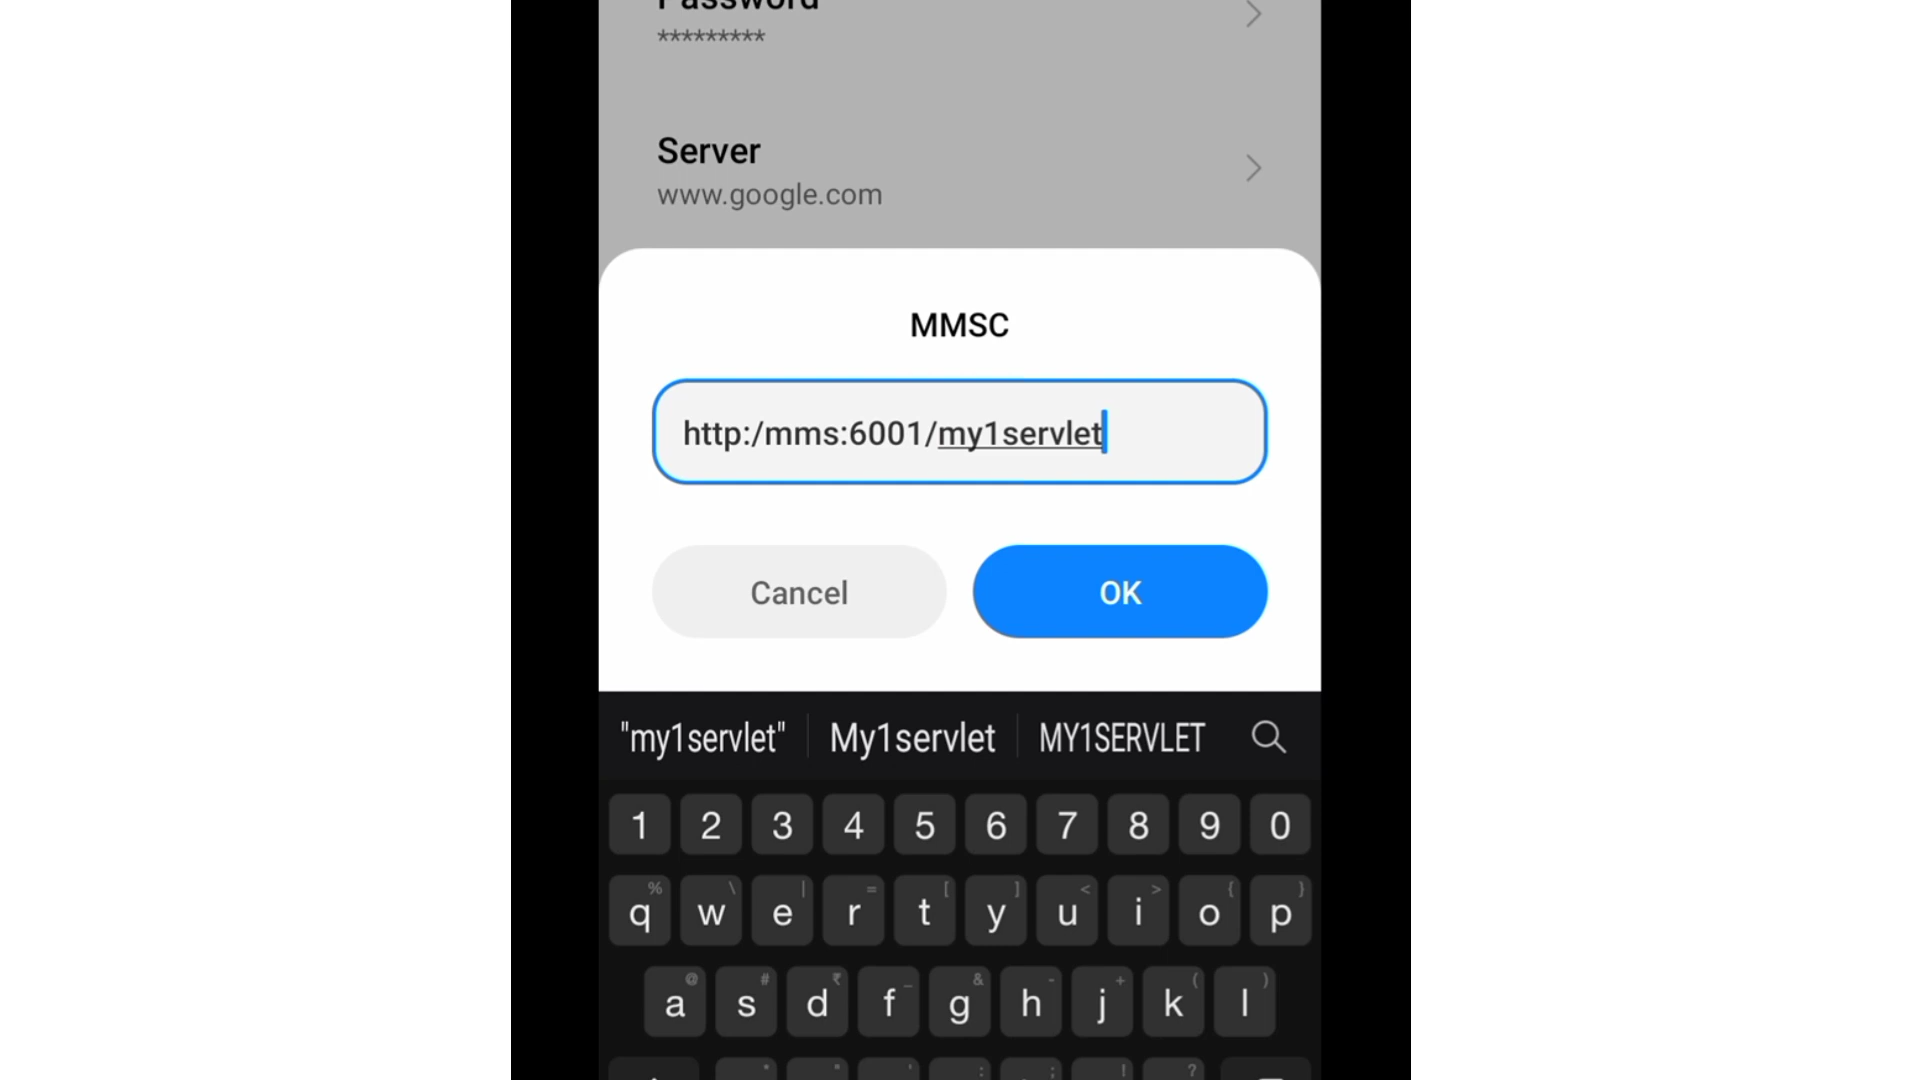 Password
*********
Server
www.google.com
MMSC
http:/mms:6001/my1servlet
Cancel
OK
"my1servlet" My1servlet MY1SERVLET
1 2 3 4 5 6 7 8 9 0
% \ | = [ ] < > { }
q w e r t y u i o p
@ # ₹ _ & - + ( )
a s d f g h j k l
* " ' : ; ! ?